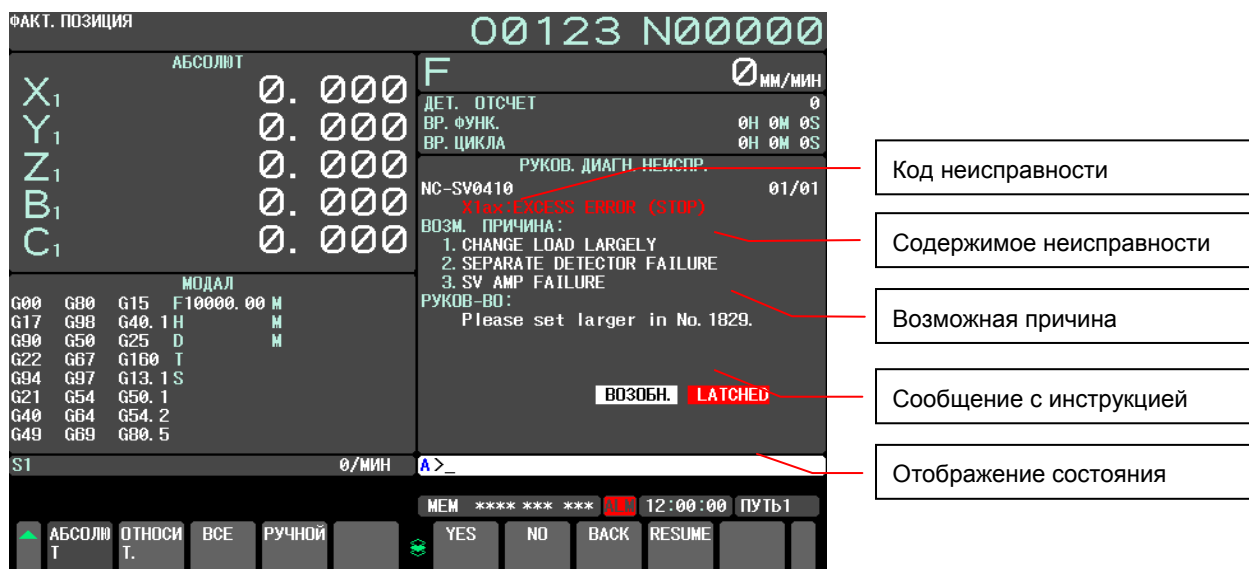 ФАКТ. ПОЗИЦИЯ
O0123 N00000
АБСОЛЮТ
X1 0. 000
Y1 0. 000
Z1 0. 000
B1 0. 000
C1 0. 000
F 0 ММ/МИН
ДЕТ. ОТСЧЕТ 0
ВР. ФУНК. 0H 0M 0S
ВР. ЦИКЛА 0H 0M 0S
РУКОВ. ДИАГН. НЕИСПР.
NC-SV0410 01/01
X1ax:EXCESS ERROR (STOP)
ВОЗМ. ПРИЧИНА:
1. CHANGE LOAD LARGELY
2. SEPARATE DETECTOR FAILURE
3. SV AMP FAILURE
РУКОВ-ВО:
Please set larger in No. 1829.
ВОЗОБН. LATCHED
МОДАЛ
G00 G80 G15 F10000. 00 M
G17 G98 G40. 1 H M
G90 G50 G25 D M
G22 G67 G160 T
G94 G97 G13. 1 S
G21 G54 G50. 1
G40 G64 G54. 2
G49 G69 G80. 5
S1 0/МИН
A>_
MEM **** *** *** ALM 12:00:00 ПУТЬ1
АБСОЛЮ
Т
ОТНОСИ
Т.
ВСЕ
РУЧНОЙ
YES
NO
BACK
RESUME
Код неисправности
Содержимое неисправности
Возможная причина
Сообщение с инструкцией
Отображение состояния